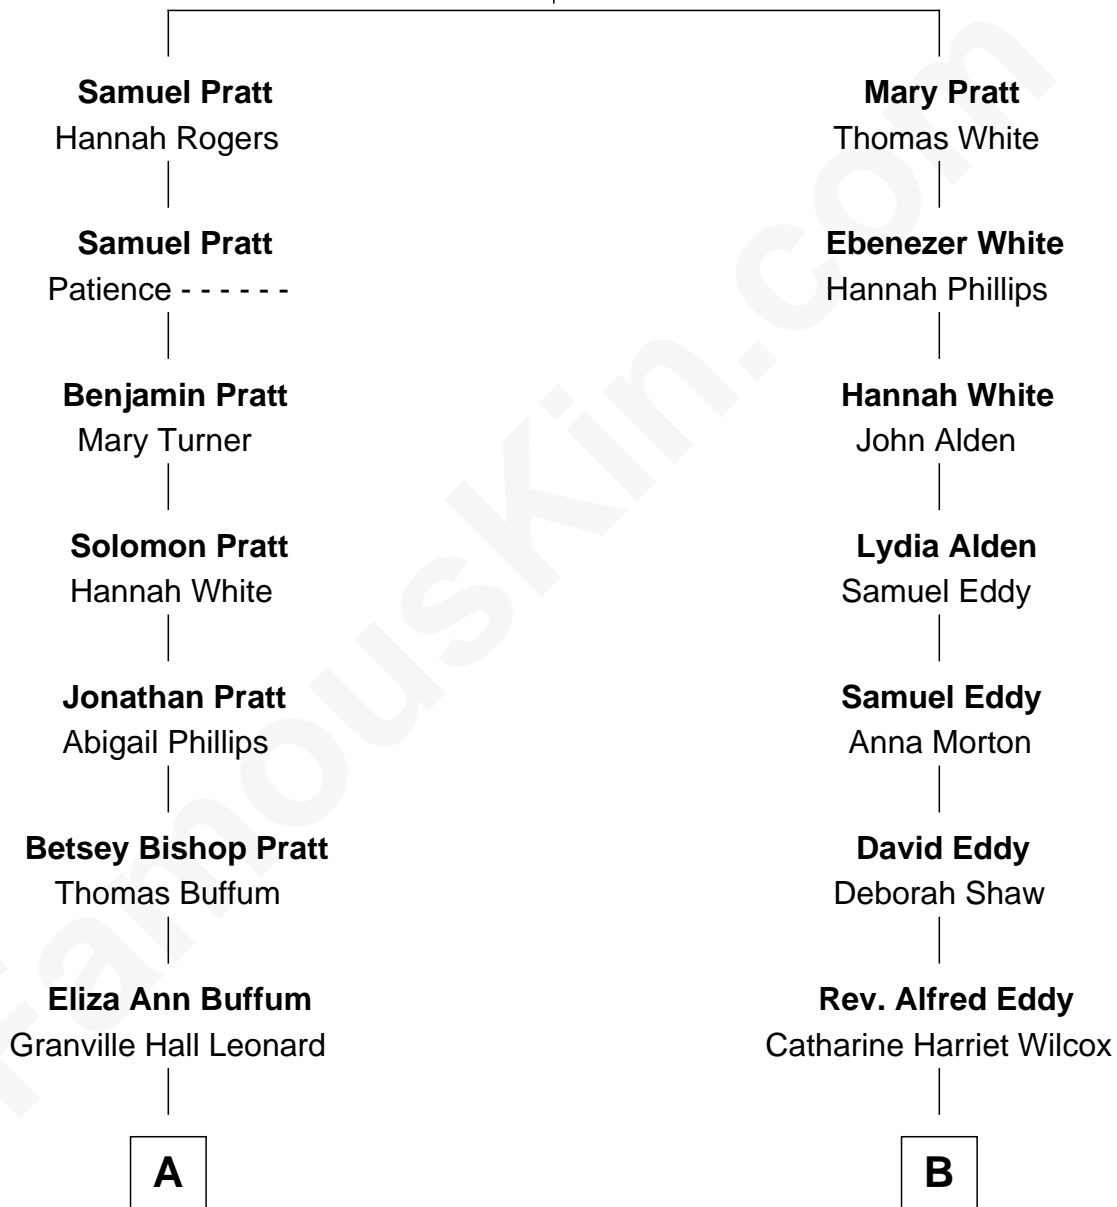 Samuel Pratt
Hannah Rogers
Samuel Pratt
Patience - - - - - -
Benjamin Pratt
Mary Turner
Solomon Pratt
Hannah White
Jonathan Pratt
Abigail Phillips
Betsey Bishop Pratt
Thomas Buffum
Eliza Ann Buffum
Granville Hall Leonard
A
Mary Pratt
Thomas White
Ebenezer White
Hannah Phillips
Hannah White
John Alden
Lydia Alden
Samuel Eddy
Samuel Eddy
Anna Morton
David Eddy
Deborah Shaw
Rev. Alfred Eddy
Catharine Harriet Wilcox
B
FamousKin.com